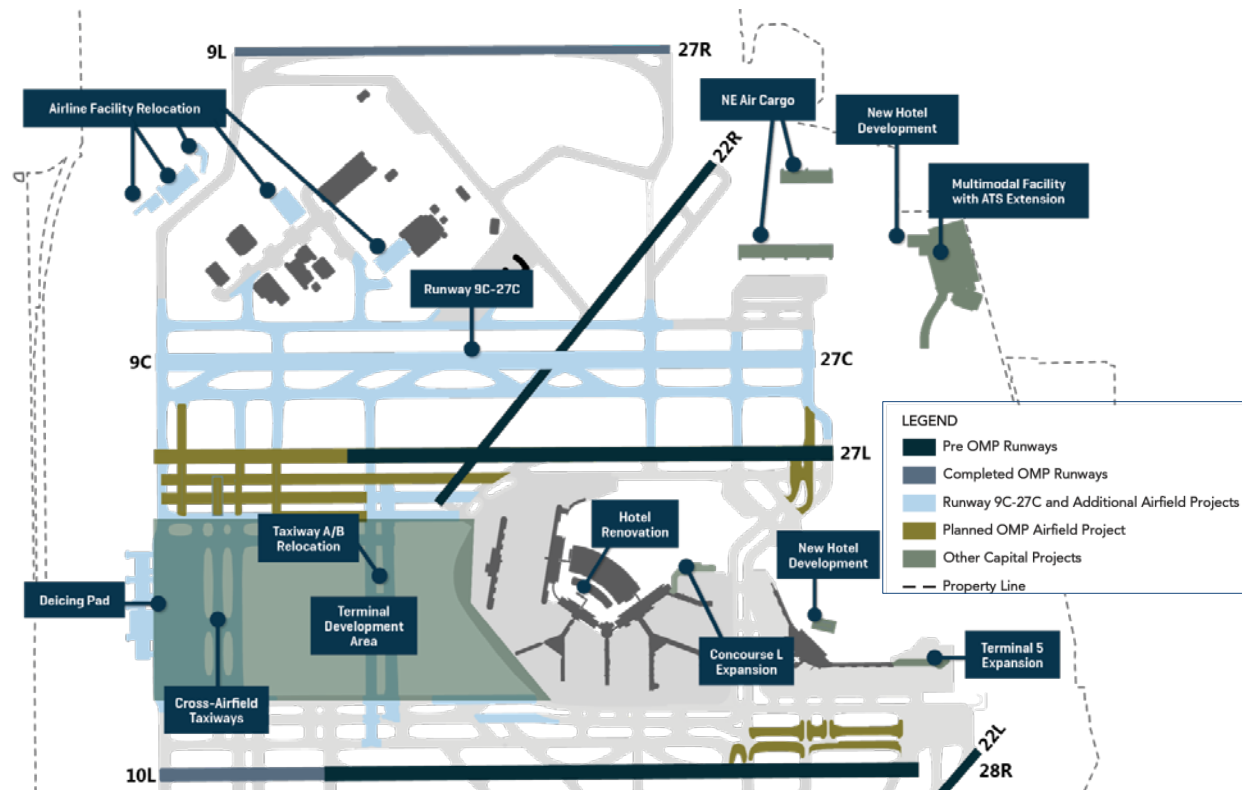 9L
27R
Airline Facility Relocation
NE Air Cargo
New Hotel
Development
22R
Multimodal Facility
with ATS Extension
Runway 9C-27C
9C
27C
LEGEND
Pre OMP Runways
Completed OMP Runways
Runway 9C-27C and Additional Airfield Projects
Planned OMP Airfield Project
Other Capital Projects
Property Line
27L
Taxiway A/B
Relocation
Hotel
Renovation
New Hotel
Development
Deicing Pad
Terminal
Development
Area
Concourse L
Expansion
Terminal 5
Expansion
Cross-Airfield
Taxiways
22L
10L
28R